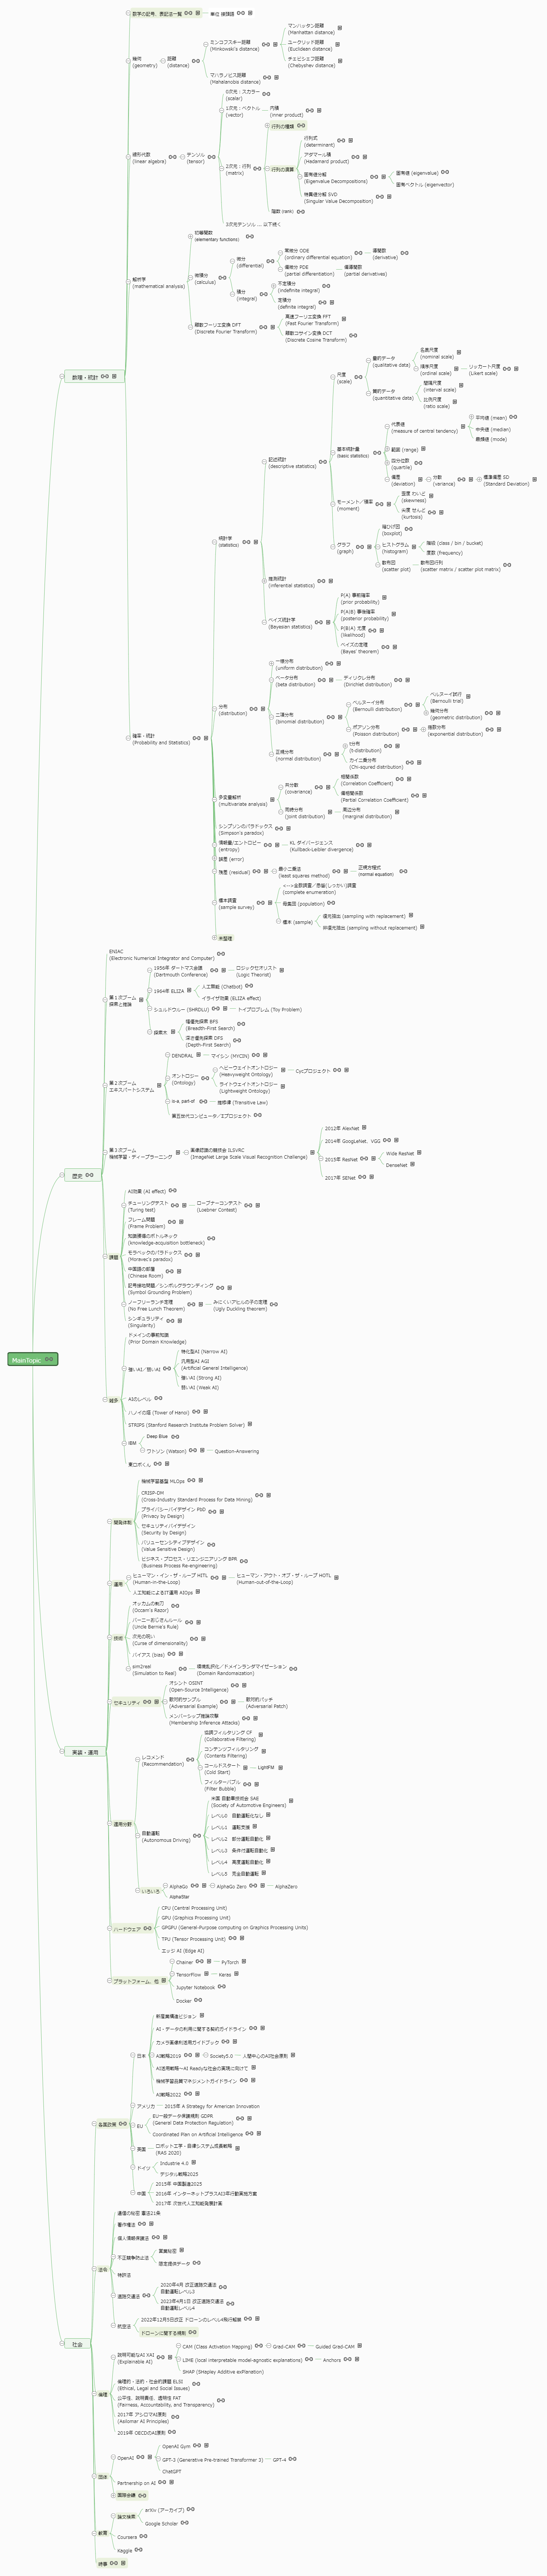 数学の記号、表記法一覧
単位 接頭語
幾何
(geometry)
距離
(distance)
ミンコフスキー距離
(Minkowski's distance)
マンハッタン距離
(Manhattan distance)
ユークリッド距離
(Euclidean distance)
チェビシェフ距離
(Chebyshev distance)
マハラノビス距離
(Mahalanobis distance)
線形代数
(linear algebra)
テンソル
(tensor)
0次元：スカラー
(scalar)
1次元：ベクトル
(vector)
内積
(inner product)
2次元：行列
(matrix)
行列の種類
行列の演算
行列式
(determinant)
アダマール積
(Hadamard product)
固有値分解
(Eigenvalue Decompositions)
固有値 (eigenvalue)
固有ベクトル (eigenvector)
特異値分解 SVD
(Singular Value Decomposition)
階数 (rank)
3次元テンソル ... 以下続く
解析学
(mathematical analysis)
初等関数
(elementary functions)
微積分
(calculus)
微分
(differential)
常微分 ODE
(ordinary differential equation)
導関数
(derivative)
偏微分 PDE
(partial differentiation)
偏導関数
(partial derivatives)
積分
(integral)
不定積分
(indefinite integral)
定積分
(definite integral)
離散フーリエ変換 DFT
(Discrete Fourier Transform)
高速フーリエ変換 FFT
(Fast Fourier Transform)
離散コサイン変換 DCT
(Discrete Cosine Transform)
数理・統計
確率・統計
(Probability and Statistics)
統計学
(statistics)
記述統計
(descriptive statistics)
尺度
(scale)
質的データ
(qualitative data)
名義尺度
(nominal scale)
順序尺度
(ordinal scale)
リッカート尺度
(Likert scale)
(quantitative data)
間隔尺度
(interval scale)
比例尺度
(ratio scale)
基本統計量
(basic statistics)
代表値
(measure of central tendency)
平均値 (mean)
中央値 (median)
最頻値 (mode)
範囲 (range)
四分位数
(quartile)
偏差
(deviation)
分散
(variance)
標準偏差 SD
(Standard Deviation)
モーメント／積率
(moment)
歪度 わいど
(skewness)
尖度 せんど
(kurtosis)
グラフ
(graph)
箱ひげ図
(boxplot)
ヒストグラム
(histogram)
階級 (class / bin / bucket)
度数 (frequency)
散布図
(scatter plot)
散布図行列
(scatter matrix / scatter plot matrix)
推測統計
(inferential statistics)
ベイズ統計学
(Bayesian statistics)
P(A) 事前確率
(prior probability)
P(A|B) 事後確率
(posterior probability)
P(B|A) 尤度
(likelihood)
ベイズの定理
(Bayes' theorem)
分布
(distribution)
一様分布
(uniform distribution)
ベータ分布
(beta distribution)
ディリクレ分布
(Dirichlet distribution)
二項分布
(binomial distribution)
ベルヌーイ分布
(Bernoulli distribution)
ベルヌーイ試行
(Bernoulli trial)
幾何分布
(geometric distribution)
ポアソン分布
(Poisson distribution)
指数分布
(exponential distribution)
正規分布
(normal distribution)
t分布
(t-distribution)
カイ二乗分布
(Chi-squred distribution)
多変量解析
(multivariate analysis)
共分散
(covariance)
相関係数
(Correlation Coefficient)
偏相関係数
(Partial Correlation Coefficient)
同時分布
(joint distribution)
周辺分布
(marginal distribution)
シンプソンのパラドックス
(Simpson's paradox)
情報量/エントロピー
(entropy)
KL ダイバージェンス
(Kullback-Leibler divergence)
誤差 (error)
残差 (residual)
最小二乗法
(least squares method)
正規方程式
(normal equation)
標本調査
(sample survey)
<-->全数調査／悉皆(しっかい)調査
(complete enumeration)
母集団 (population)
標本 (sample)
復元抽出 (sampling with replacement)
非復元抽出 (sampling without replacement)
未整理
ENIAC
(Electronic Numerical Integrator and Computer)
第１次ブーム
探索と推論
1956年 ダートマス会議
(Dartmouth Conference)
ロジックセオリスト
(Logic Theorist)
1964年 ELIZA
人工無能 (Chatbot)
イライザ効果 (ELIZA effect)
シュルドウルー (SHRDLU)
トイプロブレム (Toy Problem)
探索木
幅優先探索 BFS
(Breadth-First Search)
深さ優先探索 DFS
(Depth-First Search)
第２次ブーム
エキスパートシステム
DENDRAL
マイシン (MYCIN)
オントロジー
(Ontology)
ヘビーウェイトオントロジー
(Heavyweight Ontology)
Cycプロジェクト
ライトウェイトオントロジー
(Lightweight Ontology)
is-a, part-of
推移律 (Transitive Law)
第五世代コンピュータ/Σプロジェクト
第３次ブーム
機械学習・ディープラーニング
画像認識の競技会 ILSVRC
(ImageNet Large Scale Visual Recognition Challenge)
2012年 AlexNet
2014年 GoogLeNet、VGG
2015年 ResNet
Wide ResNet
DenseNet
2017年 SENet
歴史
課題
AI効果 (AI effect)
チューリングテスト
(Turing test)
ローブナーコンテスト
(Loebner Contest)
フレーム問題
(Frame Problem)
知識獲得のボトルネック
(knowledge-acquisition bottleneck)
モラベックのパラドックス
(Moravec's paradox)
中国語の部屋
(Chinese Room)
記号接地問題／シンボルグラウンディング
(Symbol Grounding Problem)
ノーフリーランチ定理
(No Free Lunch Theorem)
みにくいアヒルの子の定理
(Ugly Duckling theorem)
シンギュラリティ
(Singularity)
雑多
ドメインの事前知識
(Prior Domain Knowledge)
強いAI／弱いAI
特化型AI (Narrow AI)
汎用型AI AGI
(Artificial General Intelligence)
強いAI (Strong AI)
弱いAI (Weak AI)
AIのレベル
ハノイの塔 (Tower of Hanoi)
STRIPS (Stanford Research Institute Problem Solver)
IBM
Deep Blue
ワトソン (Watson)
Question-Answering
東ロボくん
MainTopic
開発体制
機械学習基盤 MLOps
CRISP-DM
(Cross-Industry Standard Process for Data Mining)
プライバシーバイデザイン PbD
(Privacy by Design)
セキュリティバイデザイン
(Security by Design)
バリューセンシティブデザイン
(Value Sensitive Design)
ビジネス・プロセス・リエンジニアリング BPR
(Business Process Re-engineering)
運用
ヒューマン・イン・ザ・ループ HITL
(Human-in-the-Loop)
ヒューマン・アウト・オブ・ザ・ループ HOTL
(Human-out-of-the-Loop)
人工知能によるIT運用 AIOps
技術
オッカムの剃刀
(Occam's Razor)
バーニーおじさんルール
(Uncle Bernie's Rule)
次元の呪い
(Curse of dimensionality)
バイアス (bias)
sim2real
(Simulation to Real)
環境乱択化／ドメインランダマイゼーション
(Domain Randomaization)
セキュリティ
オシント OSINT
(Open-Source Intelligence)
敵対的サンプル
(Adversarial Example)
敵対的パッチ
(Adversarial Patch)
メンバーシップ推論攻撃
(Membership Inference Attacks)
実装・運用
運用分野
レコメンド
(Recommendation)
協調フィルタリング CF
(Collaborative Filtering)
コンテンツフィルタリング
(Contents Filtering)
コールドスタート
(Cold Start)
LightFM
フィルターバブル
(Filter Bubble)
自動運転
(Autonomous Driving)
米国 自動車技術会 SAE
(Society of Automotive Engineers)
レベル0　自動運転化なし
レベル1　運転支援
レベル2　部分運転自動化
レベル3　条件付運転自動化
レベル4　高度運転自動化
レベル5　完全自動運転
いろいろ
AlphaGo
AlphaGo Zero
AlphaZero
AlphaStar
ハードウェア
CPU (Central Processing Unit)
GPU (Graphics Processing Unit)
GPGPU (General-Purpose computing on Graphics Processing Units)
TPU (Tensor Processing Unit)
エッジ AI (Edge AI)
プラットフォーム、他
Chainer
PyTorch
TensorFlow
Keras
Jupyter Notebook
Docker
各国政策
日本
新産業構造ビジョン
AI・データの利用に関する契約ガイドライン
カメラ画像利活用ガイドブック
AI戦略2019
Society5.0
人間中心のAI社会原則
AI活用戦略～AI Readyな社会の実現に向けて
機械学習品質マネジメントガイドライン
AI戦略2022
アメリカ
2015年 A Strategy for American Innovation
EU
EU一般データ保護規則 GDPR
(General Data Protection Regulation)
Coordinated Plan on Artificial Intelligence
英国
ロボット工学・自律システム成長戦略
(RAS 2020)
ドイツ
Industrie 4.0
デジタル戦略2025
中国
2015年 中国製造2025
2016年 インターネットプラスAI3年行動実施方案
2017年 次世代人工知能発展計画
社会
法令
通信の秘密 憲法21条
著作権法
個人情報保護法
不正競争防止法
営業秘密
限定提供データ
特許法
道路交通法
2020年4月 改正道路交通法
自動運転レベル3
2023年4月1日 改正道路交通法
自動運転レベル4
航空法
2022年12月5日改正 ドローンのレベル4飛行解禁
ドローンに関する規制
倫理
説明可能なAI XAI
(Explainable AI)
CAM (Class Activation Mapping)
Grad-CAM
Guided Grad-CAM
LIME (local interpretable model-agnostic explanations)
Anchors
SHAP (SHapley Additive exPlanation)
倫理的・法的・社会的課題 ELSI
(Ethical, Legal and Social Issues)
公平性、説明責任、透明性 FAT
(Fairness, Accountability, and Transparency)
2017年 アシロマAI原則
(Asilomar AI Principles)
2019年 OECDのAI原則
団体
OpenAI
OpenAI Gym
GPT-3 (Generative Pre-trained Transformer 3)
GPT-4
ChatGPT
Partnership on AI
国際会議
教育
論文検索
arXiv (アーカイブ)
Google Scholar
Coursera
Kaggle
時事